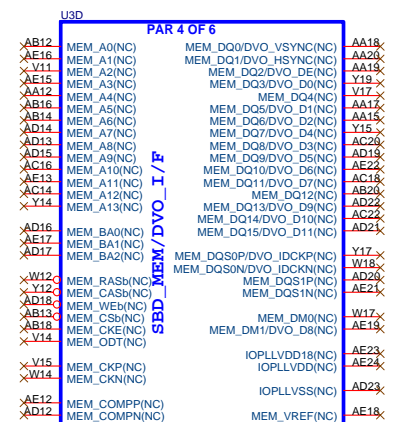 U3D
PAR 4 OF 6
AB12 MEM_A0(NC) MEM_DQ0/DVO_VSYNC(NC) AA18
AE16 MEM_A1(NC) MEM_DQ1/DVO_HSYNC(NC) AA20
V11 MEM_A2(NC) MEM_DQ2/DVO_DE(NC) AA19
AE15 MEM_A3(NC) MEM_DQ3/DVO_D0(NC) Y19
AA12 MEM_A4(NC) MEM_DQ4(NC) V17
AB16 MEM_A5(NC) MEM_DQ5/DVO_D1(NC) AA17
AB14 MEM_A6(NC) MEM_DQ6/DVO_D2(NC) AA15
AD14 MEM_A7(NC) MEM_DQ7/DVO_D4(NC) Y15
AD13 MEM_A8(NC) MEM_DQ8/DVO_D3(NC) AC20
AD15 MEM_A9(NC) MEM_DQ9/DVO_D5(NC) AD19
AC16 MEM_A10(NC) MEM_DQ10/DVO_D6(NC) AE22
AE13 MEM_A11(NC) MEM_DQ11/DVO_D7(NC) AC18
AC14 MEM_A12(NC) MEM_DQ12(NC) AB20
Y14 MEM_A13(NC) MEM_DQ13/DVO_D9(NC) AD22
MEM_DQ14/DVO_D10(NC) AC22
AD16 MEM_BA0(NC) MEM_DQ15/DVO_D11(NC) AD21
AE17 MEM_BA1(NC)
AD17 MEM_BA2(NC) MEM_DQS0P/DVO_IDCKP(NC) Y17
MEM_DQS0N/DVO_IDCKN(NC) W18
W12 MEM_RASb(NC) MEM_DQS1P(NC) AD20
Y12 MEM_CASb(NC) MEM_DQS1N(NC) AE21
AD18 MEM_WEb(NC)
AB13 MEM_CSb(NC) MEM_DM0(NC) W17
AB18 MEM_CKE(NC) MEM_DM1/DVO_D8(NC) AE19
V14 MEM_ODT(NC)
IOPLLVDD18(NC) AE23
V15 MEM_CKP(NC) IOPLLVDD(NC) AE24
W14 MEM_CKN(NC)
IOPLLVSS(NC) AD23
AE12 MEM_COMPP(NC)
AD12 MEM_COMPN(NC) MEM_VREF(NC) AE18
SBD_MEM/DVO_I/F